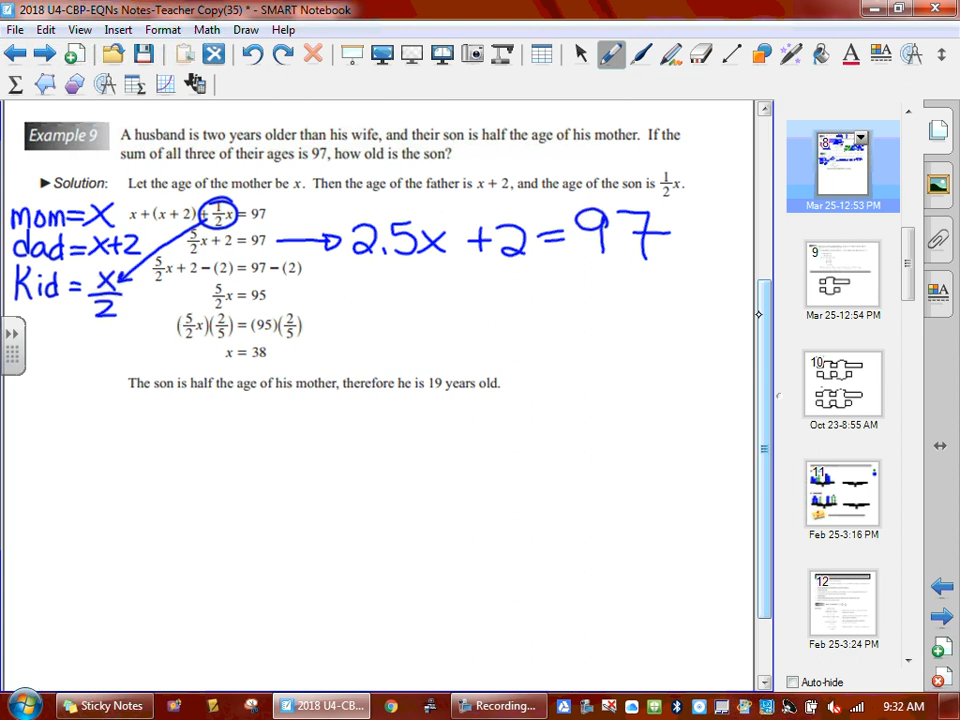 2018 U4-CBP-EQNs Notes-Teacher Copy(35) * - SMART Notebook
File Edit View Insert Format Math Draw Help
Example 9 A husband is two years older than his wife, and their son is half the age of his mother. If the
sum of all three of their ages is 97, how old is the son?
►Solution: Let the age of the mother be x. Then the age of the father is x + 2, and the age of the son is 1/2 x.
mom=X
dad=x+2
Kid = x/2
x + (x + 2) + 1/2 x = 97
5/2 x + 2 = 97
5/2 x + 2 − (2) = 97 − (2)
5/2 x = 95
(5/2 x)(2/5) = (95)(2/5)
x = 38
2.5x +2=97
The son is half the age of his mother, therefore he is 19 years old.
8
Mar 25-12:53 PM
9
Mar 25-12:54 PM
10
Oct 23-8:55 AM
11
Feb 25-3:16 PM
12
Feb 25-3:24 PM
Auto-hide
Sticky Notes
2018 U4-CB...
Recording...
9:32 AM